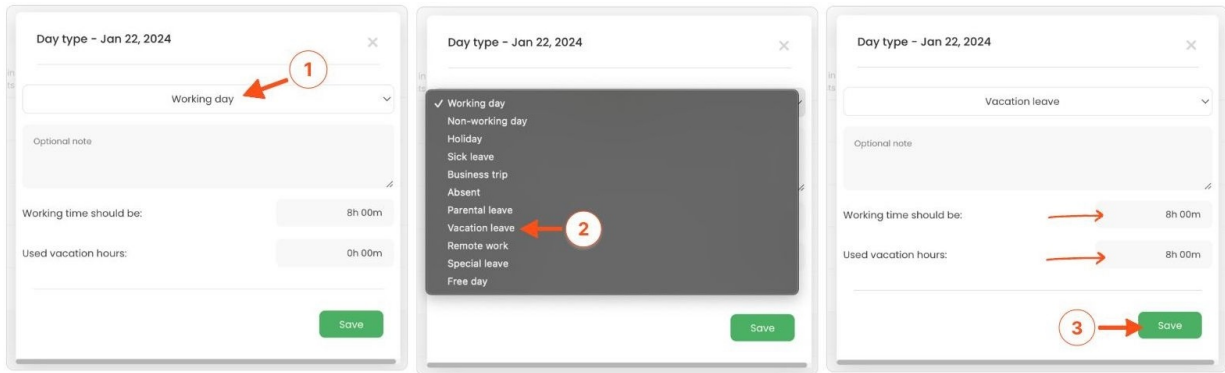 Day type - Jan 22, 2024
1
Working day
Optional note
Working time should be: 8h 00m
Used vacation hours: 0h 00m
Save
Day type - Jan 22, 2024
✓ Working day
Non-working day
Holiday
Sick leave
Business trip
Absent
Parental leave
Vacation leave 2
Remote work
Special leave
Free day
Save
Day type - Jan 22, 2024
Vacation leave
Optional note
Working time should be: 8h 00m
Used vacation hours: 8h 00m
3 Save